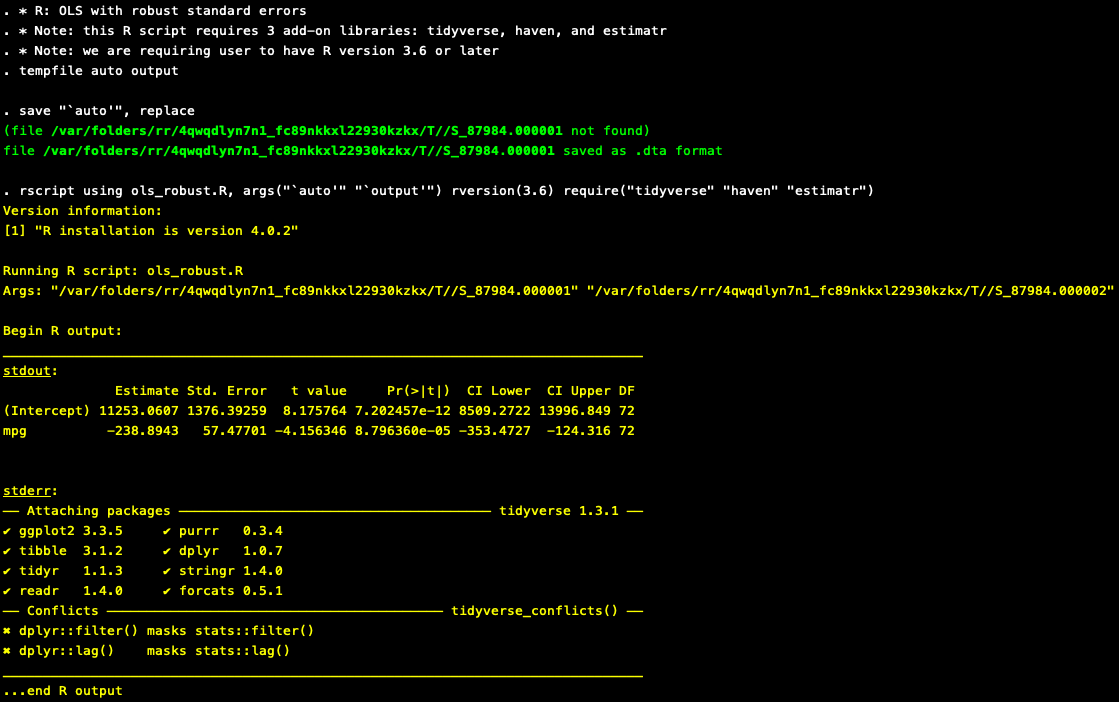 . * R: OLS with robust standard errors
. * Note: this R script requires 3 add-on libraries: tidyverse, haven, and estimatr
. * Note: we are requiring user to have R version 3.6 or later
. tempfile auto output
. save "`auto'", replace
(file /var/folders/rr/4qwqdlyn7n1_fc89nkkxl22930kzkx/T//S_87984.000001 not found)
file /var/folders/rr/4qwqdlyn7n1_fc89nkkxl22930kzkx/T//S_87984.000001 saved as .dta format
. rscript using ols_robust.R, args("`auto'" "`output'") rversion(3.6) require("tidyverse" "haven" "estimatr")
Version information:
[1] "R installation is version 4.0.2"
Running R script: ols_robust.R
Args: "/var/folders/rr/4qwqdlyn7n1_fc89nkkxl22930kzkx/T//S_87984.000001" "/var/folders/rr/4qwqdlyn7n1_fc89nkkxl22930kzkx/T//S_87984.000002"
Begin R output:
stdout:
              Estimate Std. Error   t value     Pr(>|t|)  CI Lower  CI Upper DF
(Intercept) 11253.0607 1376.39259  8.175764 7.202457e-12 8509.2722 13996.849 72
mpg          -238.8943   57.47701 -4.156346 8.796360e-05 -353.4727  -124.316 72
stderr:
── Attaching packages ─────────────────────────────────────── tidyverse 1.3.1 ──
✔ ggplot2 3.3.5     ✔ purrr   0.3.4
✔ tibble  3.1.2     ✔ dplyr   1.0.7
✔ tidyr   1.1.3     ✔ stringr 1.4.0
✔ readr   1.4.0     ✔ forcats 0.5.1
── Conflicts ────────────────────────────────────────── tidyverse_conflicts() ──
✖ dplyr::filter() masks stats::filter()
✖ dplyr::lag()    masks stats::lag()
...end R output